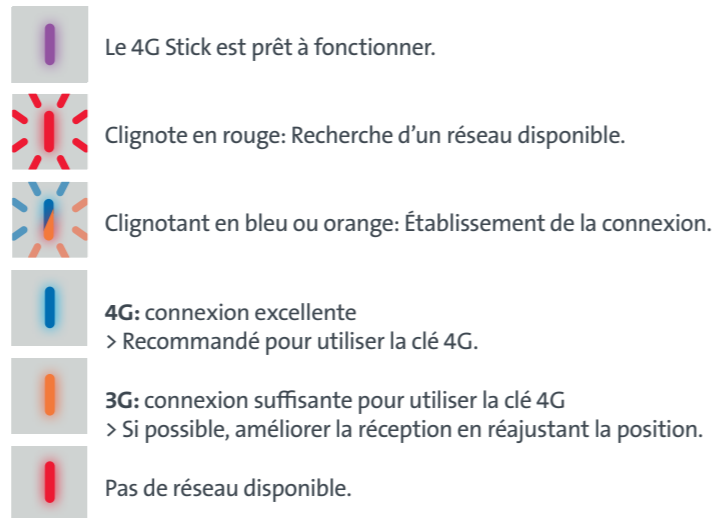 Le 4G Stick est prêt à fonctionner.
Clignote en rouge: Recherche d'un réseau disponible.
Clignotant en bleu ou orange: Établissement de la connexion.
4G: connexion excellente
> Recommandé pour utiliser la clé 4G.
3G: connexion suffisante pour utiliser la clé 4G
> Si possible, améliorer la réception en réajustant la position.
Pas de réseau disponible.